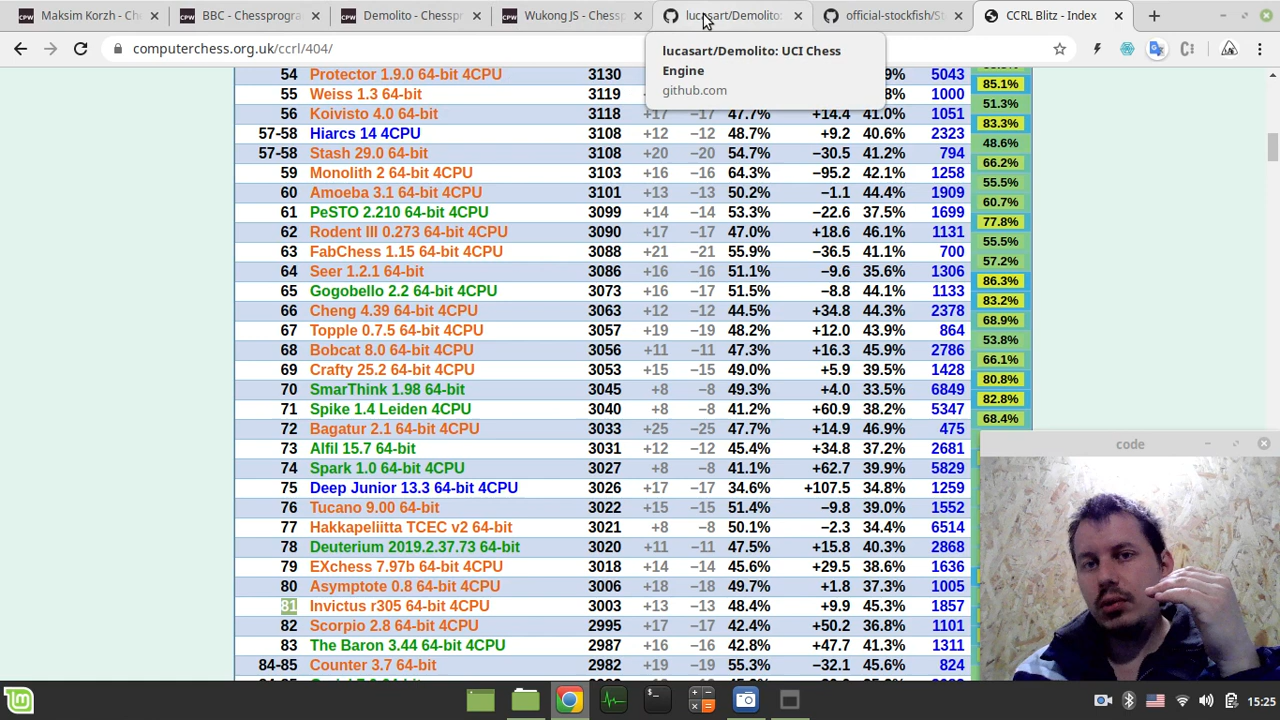 Maksim Korzh - Che
BBC - Chessprogra
Demolito - Chesspr
Wukong JS - Chessp
lucasart/Demolito:
official-stockfish/St
CCRL Blitz - Index
computerchess.org.uk/ccrl/404/
lucasart/Demolito: UCI Chess
Engine
github.com
54 Protector 1.9.0 64-bit 4CPU 3130 9% 5043
55 Weiss 1.3 64-bit 3119 8% 1000 85.1%
56 Koivisto 4.0 64-bit 3118 +17 −17 47.7% +14.4 41.0% 1051 51.3%
57-58 Hiarcs 14 4CPU 3108 +12 −12 48.7% +9.2 40.6% 2323 83.3%
57-58 Stash 29.0 64-bit 3108 +20 −20 54.7% −30.5 41.2% 794 48.6%
59 Monolith 2 64-bit 4CPU 3103 +16 −16 64.3% −95.2 42.1% 1258 66.2%
60 Amoeba 3.1 64-bit 4CPU 3101 +13 −13 50.2% −1.1 44.4% 1909 55.5%
61 PeSTO 2.210 64-bit 4CPU 3099 +14 −14 53.3% −22.6 37.5% 1699 60.7%
62 Rodent III 0.273 64-bit 4CPU 3090 +17 −17 47.0% +18.6 46.1% 1131 77.8%
63 FabChess 1.15 64-bit 4CPU 3088 +21 −21 55.9% −36.5 41.1% 700 55.5%
64 Seer 1.2.1 64-bit 3086 +16 −16 51.1% −9.6 35.6% 1306 57.2%
65 Gogobello 2.2 64-bit 4CPU 3073 +16 −17 51.5% −8.8 44.1% 1133 86.3%
66 Cheng 4.39 64-bit 4CPU 3063 +12 −12 44.5% +34.8 44.3% 2378 83.2%
67 Topple 0.7.5 64-bit 4CPU 3057 +19 −19 48.2% +12.0 43.9% 864 68.9%
68 Bobcat 8.0 64-bit 4CPU 3056 +11 −11 47.3% +16.3 45.9% 2786 53.8%
69 Crafty 25.2 64-bit 4CPU 3053 +15 −15 49.0% +5.9 39.5% 1428 66.1%
70 SmarThink 1.98 64-bit 3045 +8 −8 49.3% +4.0 33.5% 6849 80.8%
71 Spike 1.4 Leiden 4CPU 3040 +8 −8 41.2% +60.9 38.2% 5347 82.8%
72 Bagatur 2.1 64-bit 4CPU 3033 +25 −25 47.7% +14.9 46.9% 475 68.4%
73 Alfil 15.7 64-bit 3031 +12 −12 45.4% +34.8 37.2% 2681
74 Spark 1.0 64-bit 4CPU 3027 +8 −8 41.1% +62.7 39.9% 5829
75 Deep Junior 13.3 64-bit 4CPU 3026 +17 −17 34.6% +107.5 34.8% 1259
76 Tucano 9.00 64-bit 4CPU 3022 +15 −15 51.4% −9.8 39.0% 1552
77 Hakkapeliitta TCEC v2 64-bit 3021 +8 −8 50.1% −2.3 34.4% 6514
78 Deuterium 2019.2.37.73 64-bit 3020 +11 −11 47.5% +15.8 40.3% 2868
79 EXchess 7.97b 64-bit 4CPU 3018 +14 −14 45.6% +29.5 38.6% 1636
80 Asymptote 0.8 64-bit 4CPU 3006 +18 −18 49.7% +1.8 37.3% 1005
81 Invictus r305 64-bit 4CPU 3003 +13 −13 48.4% +9.9 45.3% 1857
82 Scorpio 2.8 64-bit 4CPU 2995 +17 −17 42.4% +50.2 36.8% 1101
83 The Baron 3.44 64-bit 4CPU 2987 +16 −16 42.8% +47.7 41.3% 1311
84-85 Counter 3.7 64-bit 2982 +19 −19 55.3% −32.1 45.6% 824
code
15:25